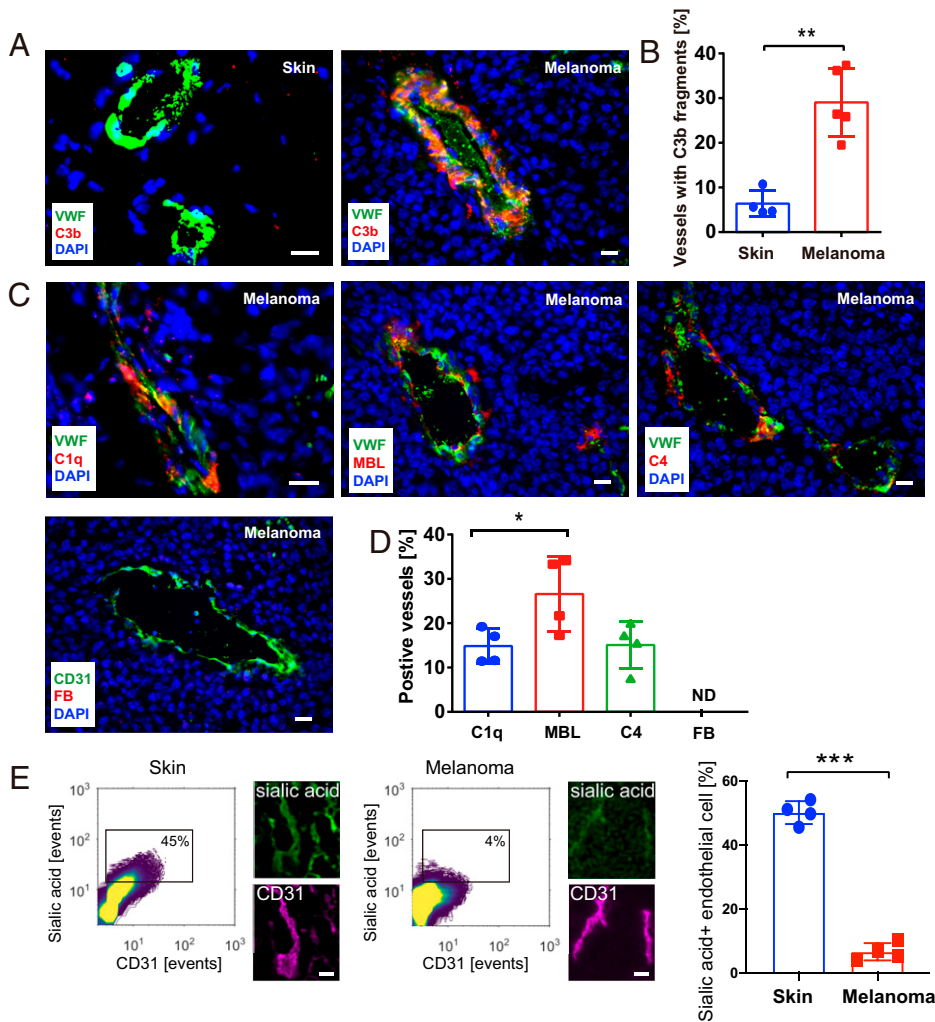 A
Skin
VWF
C3b
DAPI
Melanoma
VWF
C3b
DAPI
B
Vessels with C3b fragments [%]
40
30
20
10
0
**
Skin
Melanoma
C
Melanoma
VWF
C1q
DAPI
Melanoma
VWF
MBL
DAPI
Melanoma
VWF
C4
DAPI
Melanoma
CD31
FB
DAPI
D
Postive vessels [%]
40
30
20
10
0
*
ND
C1q
MBL
C4
FB
E
Skin
Sialic acid [events]
10³
10²
10¹
45%
10¹
10²
10³
CD31 [events]
sialic acid
CD31
Melanoma
Sialic acid [events]
10³
10²
10¹
4%
10¹
10²
10³
CD31 [events]
sialic acid
CD31
Sialic acid+ endothelial cell [%]
60
40
20
0
***
Skin
Melanoma